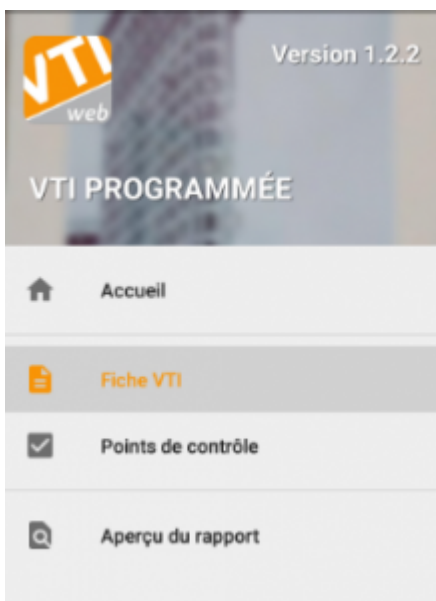 VTI
web
Version 1.2.2
VTI PROGRAMMÉE
Accueil
Fiche VTI
Points de contrôle
Aperçu du rapport